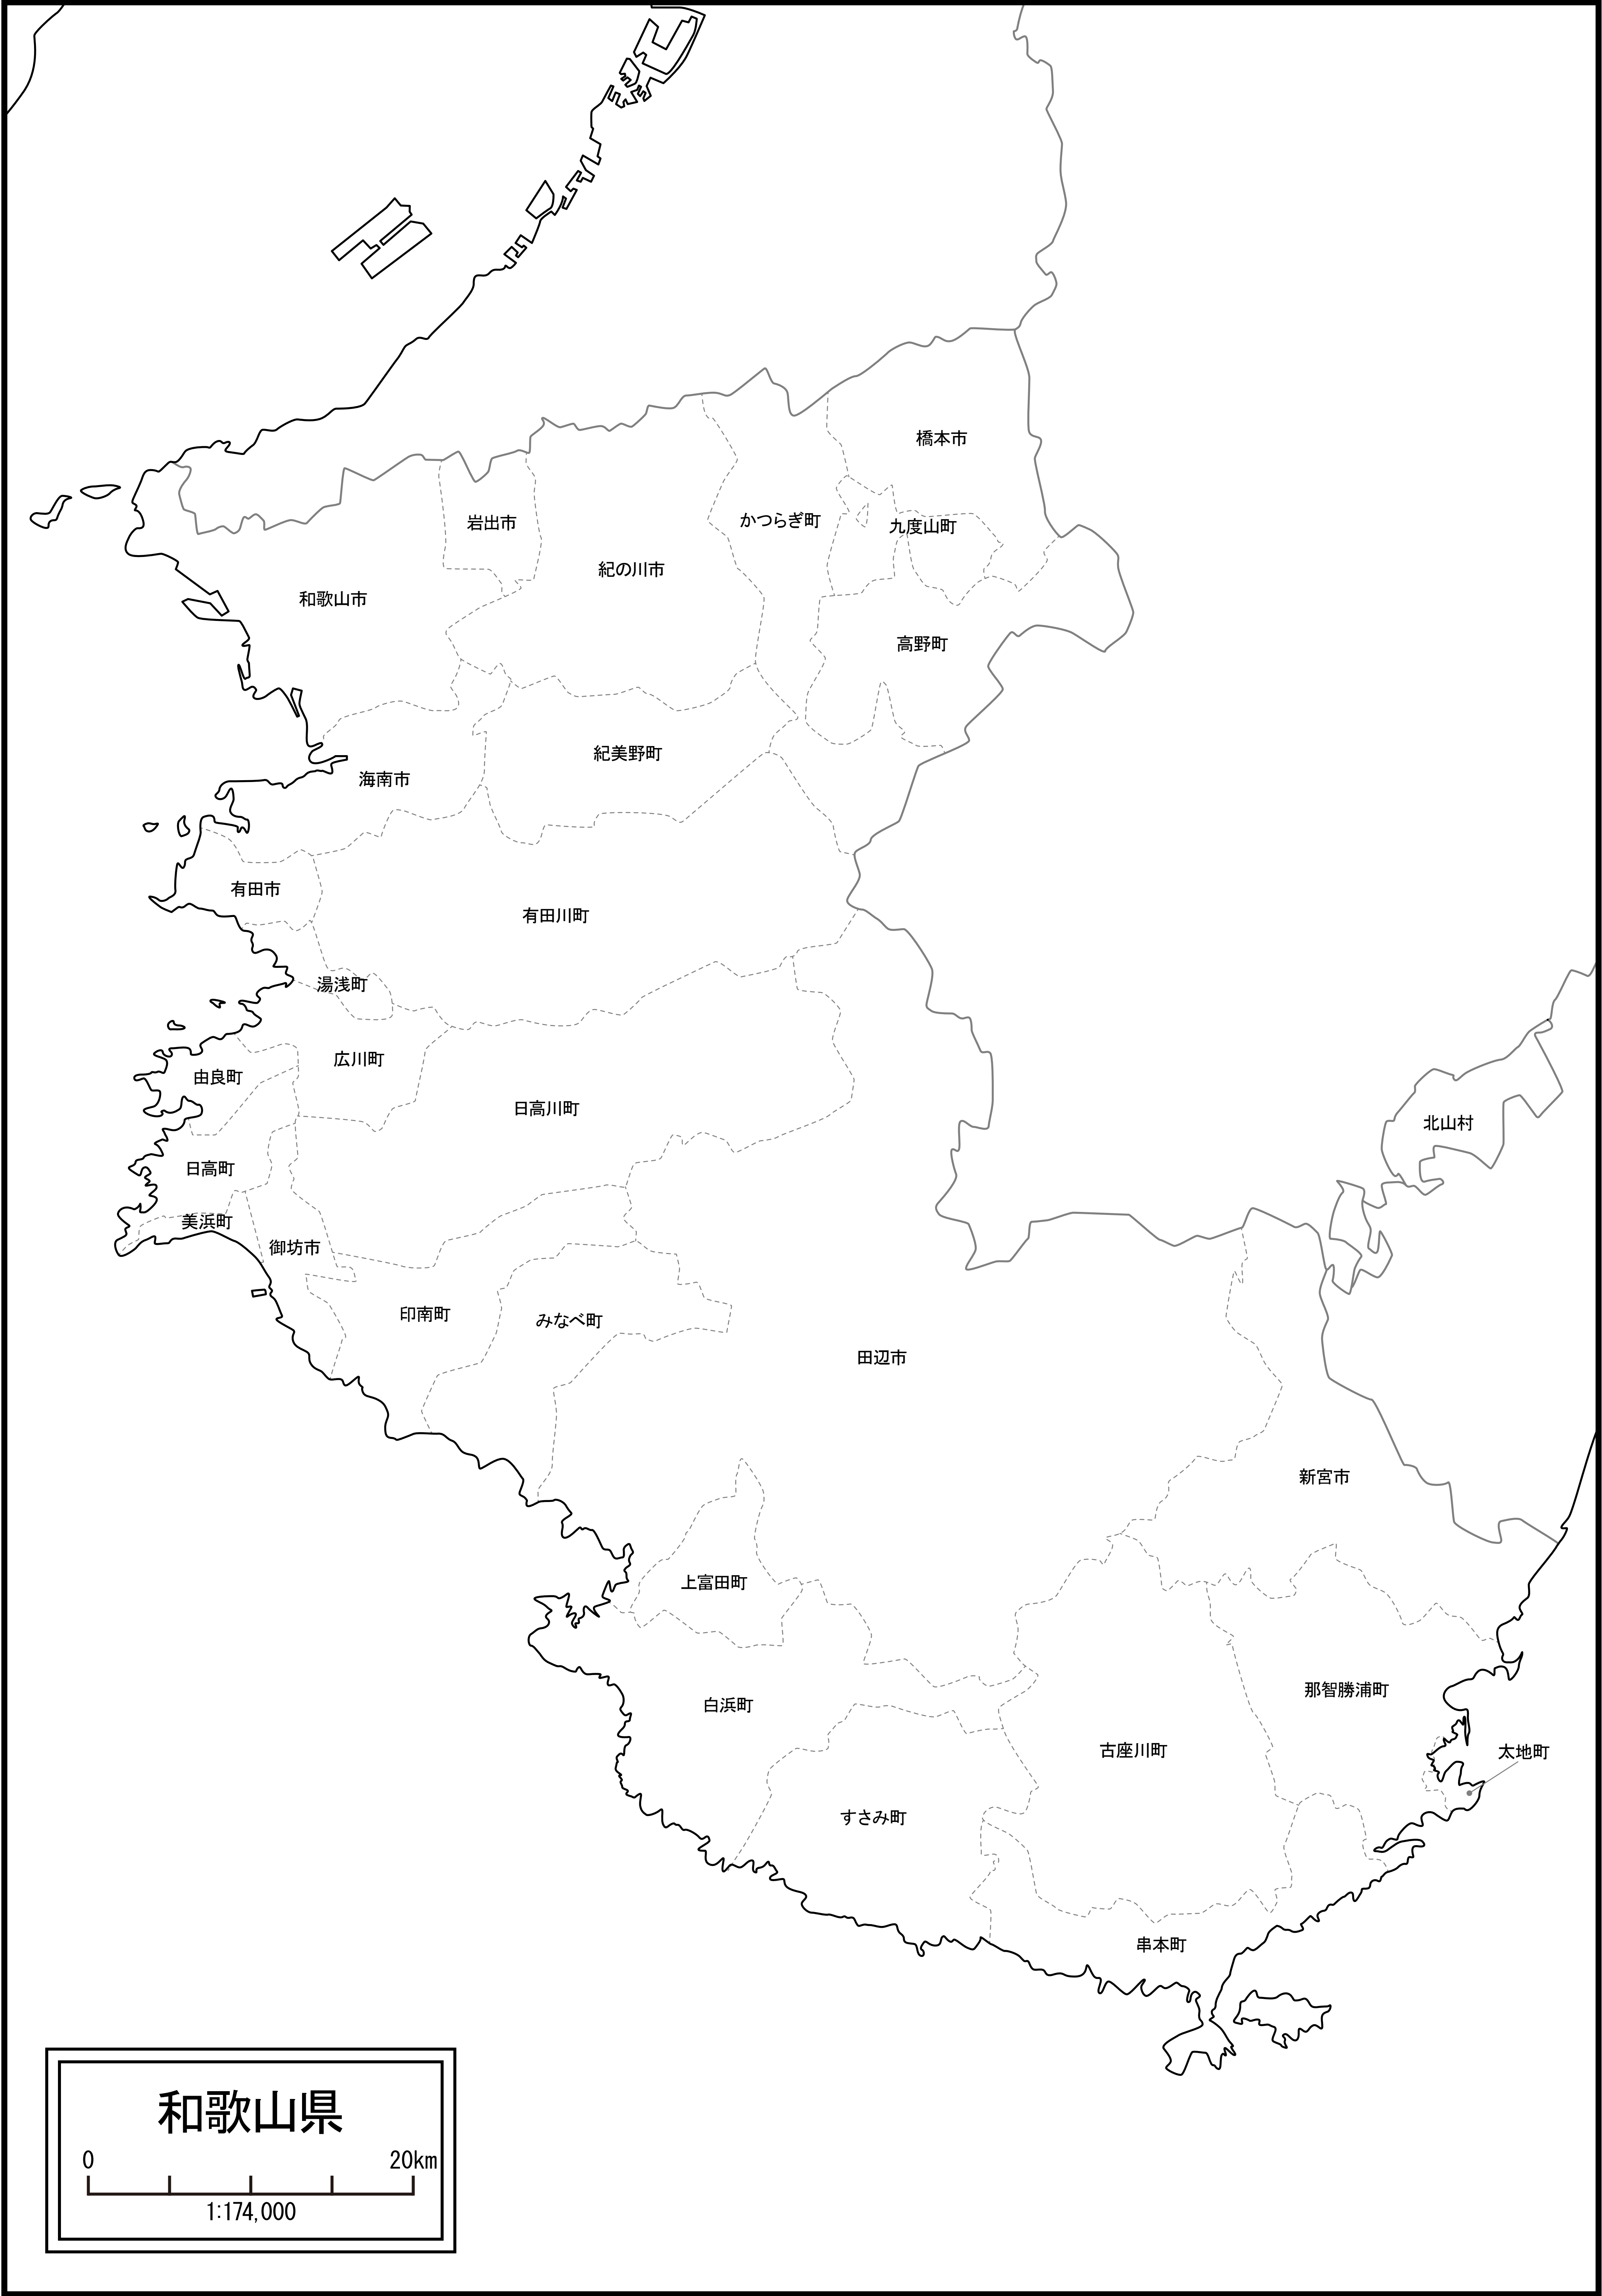 橋本市
岩出市
かつらぎ町
九度山町
紀の川市
和歌山市
高野町
紀美野町
海南市
有田市
有田川町
湯浅町
広川町
由良町
日高川町
北山村
日高町
美浜町
御坊市
印南町
みなべ町
田辺市
新宮市
上富田町
那智勝浦町
白浜町
古座川町
太地町
すさみ町
串本町
和歌山県
0 20km
1:174,000